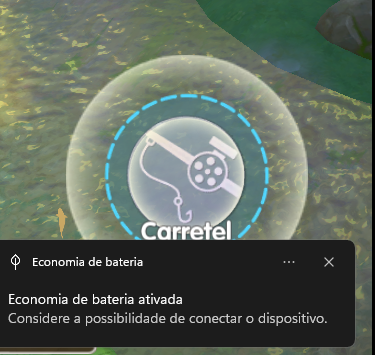 Carretel
Economia de bateria
Economia de bateria ativada
Considere a possibilidade de conectar o dispositivo.